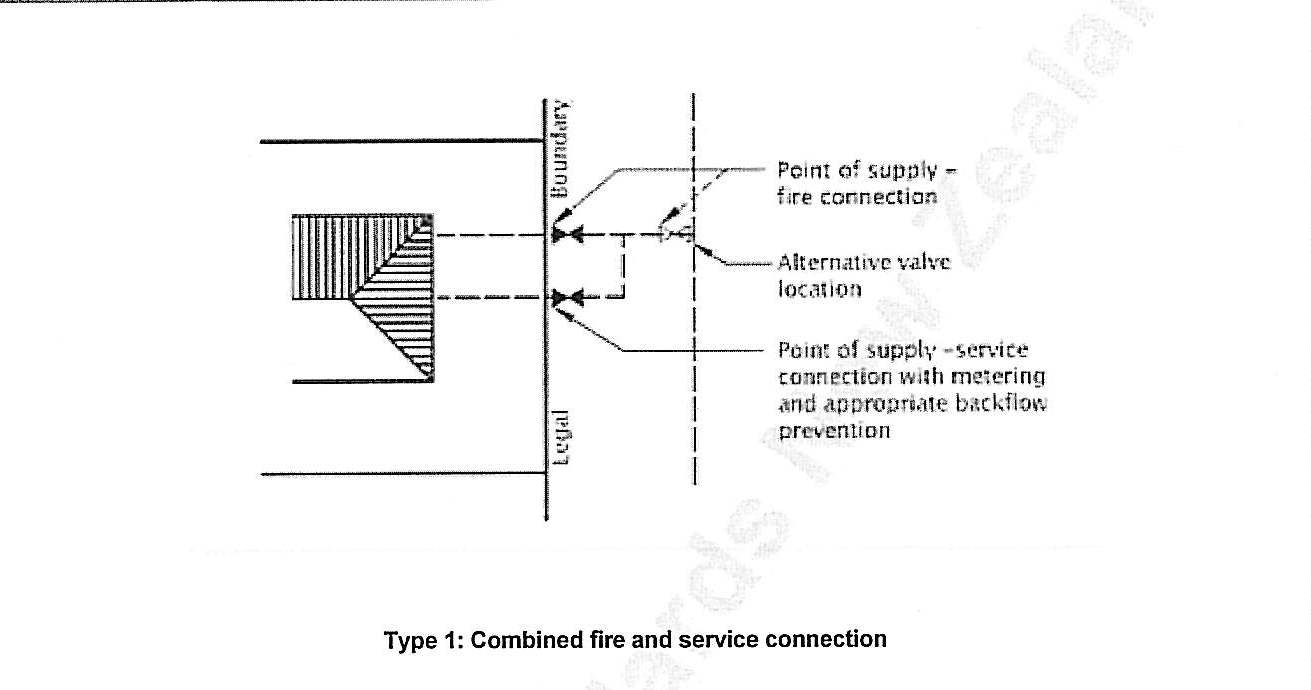 Boundary
Legal
Point of supply –
fire connection
Alternative valve
location
Point of supply –service
connection with metering
and appropriate backflow
prevention
Type 1: Combined fire and service connection